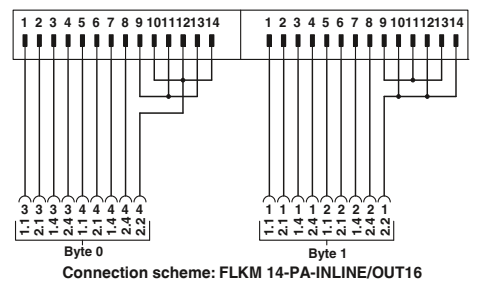 1 2 3 4 5 6 7 8 9 10 11 12 13 14 1 2 3 4 5 6 7 8 9 10 11 12 13 14
3 3 3 3 4 4 4 4 4 1 1 1 1 2 2 2 2 1
1.1 2.1 1.4 2.4 1.1 2.1 1.4 2.4 2.2 1.1 2.1 1.4 2.4 1.1 2.1 1.4 2.4 2.2
Byte 0 Byte 1
Connection scheme: FLKM 14-PA-INLINE/OUT16